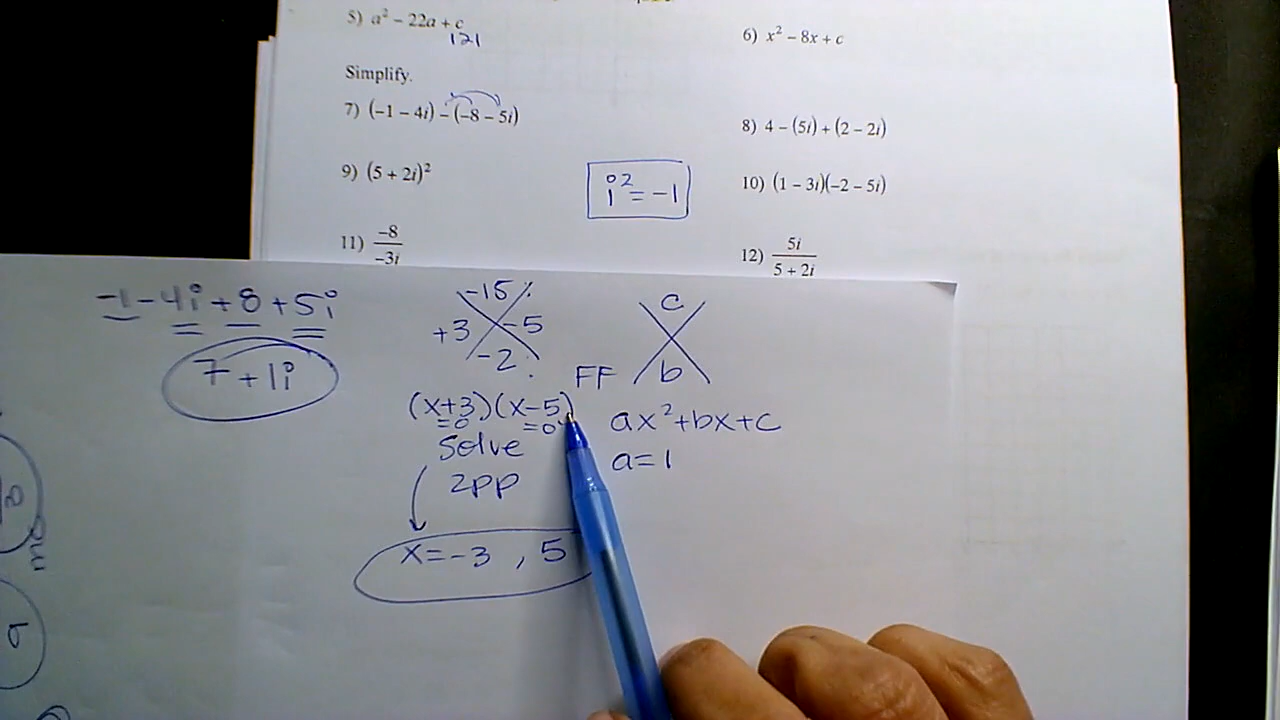 5) a² − 22a + c
121
6) x² − 8x + c
Simplify.
7) (−1 − 4i) − (−8 − 5i)
8) 4 − (5i) + (2 − 2i)
9) (5 + 2i)²
i² = −1
10) (1 − 3i)(−2 − 5i)
11) −8 / −3i
12) 5i / 5 + 2i
-1 - 4i + 8 + 5i
7 + 1i
-15
+3 -5
-2
c
b
FF
(x+3)(x-5)
=0 =0
ax²+bx+c
Solve
a=1
2pp
x=-3 , 5